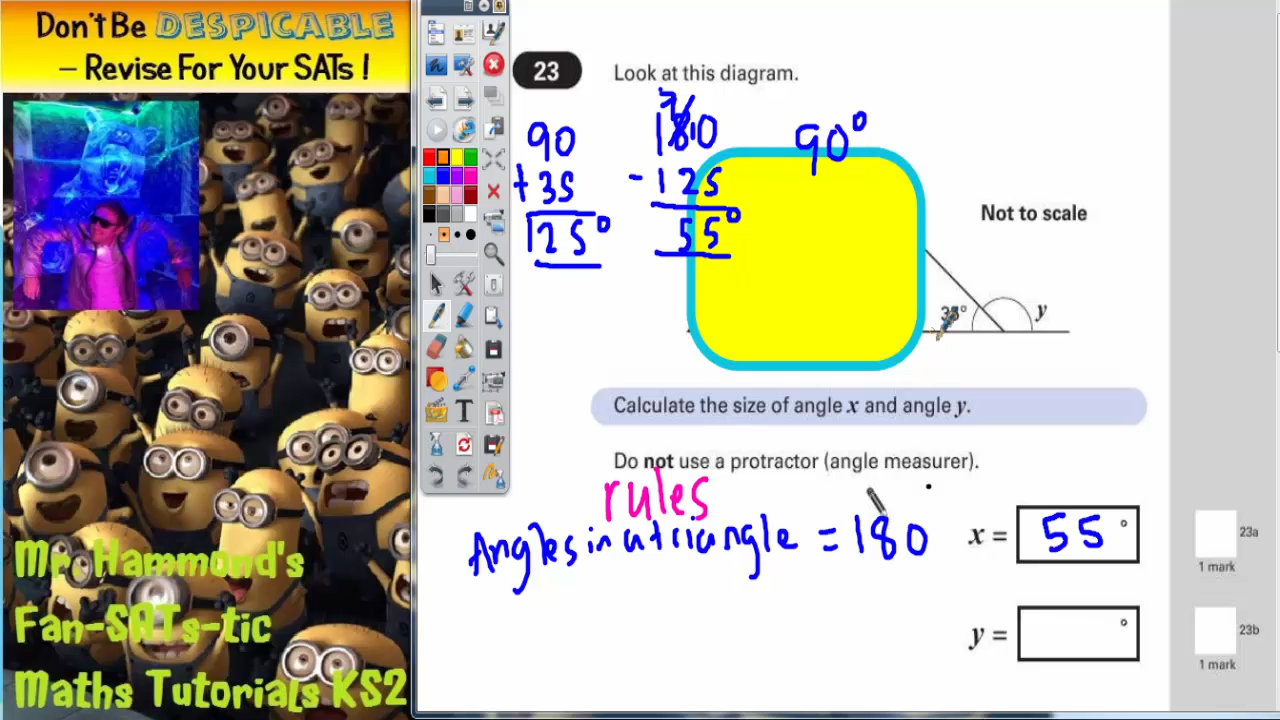 Don't Be DESPICABLE
– Revise For Your SATs !
23
Look at this diagram.
90
+35
125°
7
180
-125
55°
90°
Not to scale
35°
y
Calculate the size of angle x and angle y.
Do not use a protractor (angle measurer).
rules
Angles in a triangle = 180
x = 55°
23a
1 mark
y = °
23b
1 mark
Mr Hammond's
Fan-SATs-tic
Maths Tutorials KS2